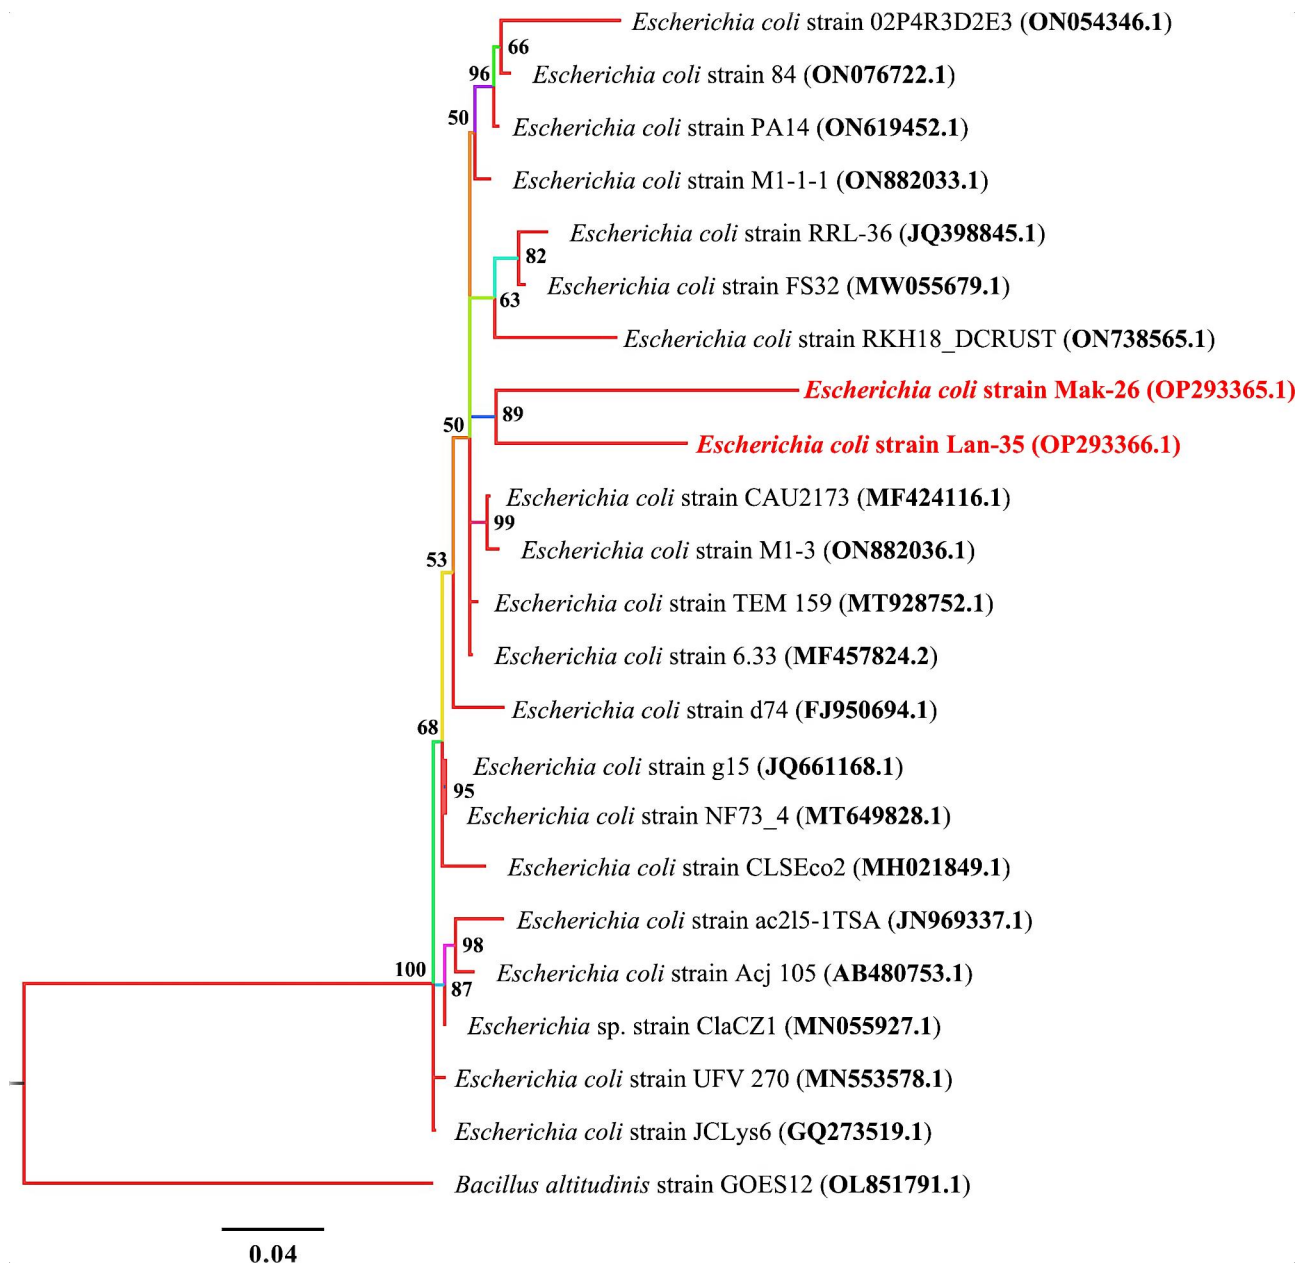 Escherichia coli strain 02P4R3D2E3 (ON054346.1)
66
96
Escherichia coli strain 84 (ON076722.1)
50
Escherichia coli strain PA14 (ON619452.1)
Escherichia coli strain M1-1-1 (ON882033.1)
Escherichia coli strain RRL-36 (JQ398845.1)
82
Escherichia coli strain FS32 (MW055679.1)
63
Escherichia coli strain RKH18_DCRUST (ON738565.1)
Escherichia coli strain Mak-26 (OP293365.1)
89
50
Escherichia coli strain Lan-35 (OP293366.1)
Escherichia coli strain CAU2173 (MF424116.1)
99
Escherichia coli strain M1-3 (ON882036.1)
53
Escherichia coli strain TEM 159 (MT928752.1)
Escherichia coli strain 6.33 (MF457824.2)
Escherichia coli strain d74 (FJ950694.1)
68
Escherichia coli strain g15 (JQ661168.1)
95
Escherichia coli strain NF73_4 (MT649828.1)
Escherichia coli strain CLSEco2 (MH021849.1)
Escherichia coli strain ac2l5-1TSA (JN969337.1)
98
100
Escherichia coli strain Acj 105 (AB480753.1)
87
Escherichia sp. strain ClaCZ1 (MN055927.1)
Escherichia coli strain UFV 270 (MN553578.1)
Escherichia coli strain JCLys6 (GQ273519.1)
Bacillus altitudinis strain GOES12 (OL851791.1)
0.04